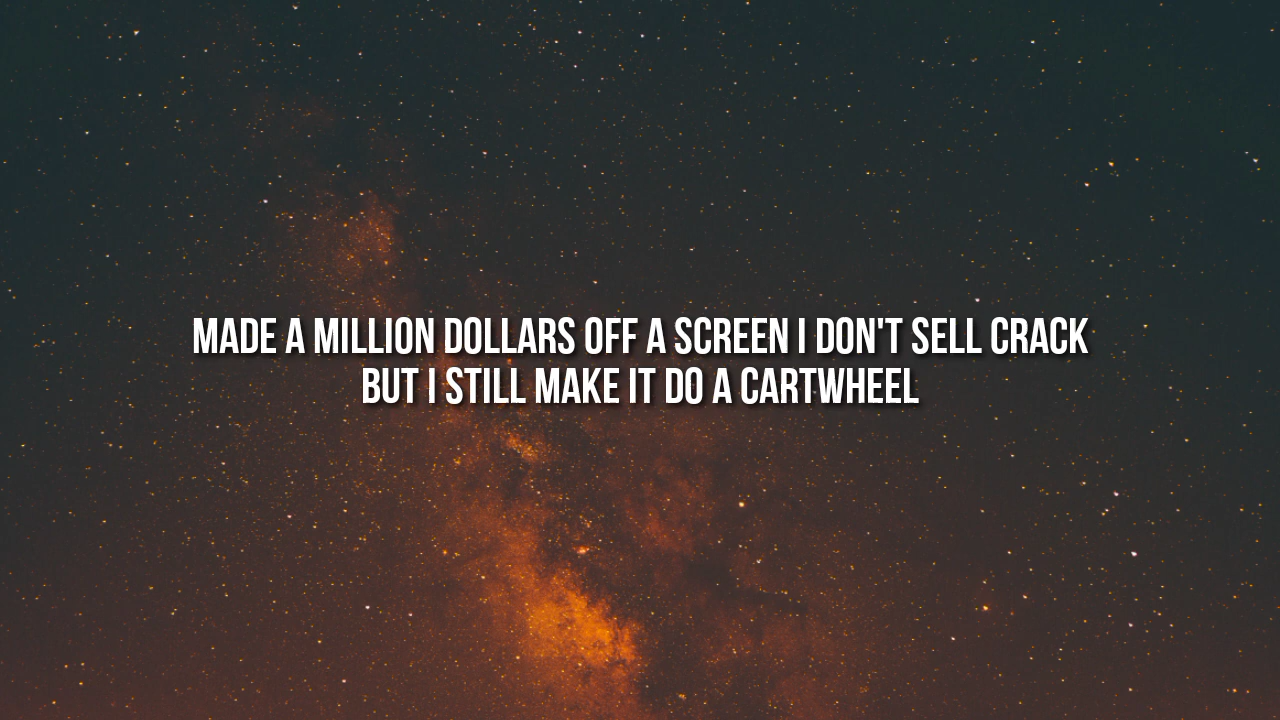 MADE A MILLION DOLLARS OFF A SCREEN I DON'T SELL CRACK
BUT I STILL MAKE IT DO A CARTWHEEL